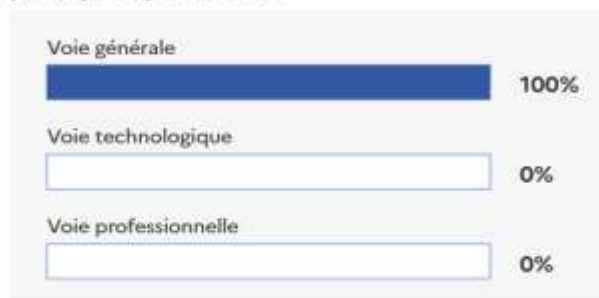 Voie générale
100%
Voie technologique
0%
Voie professionnelle
0%